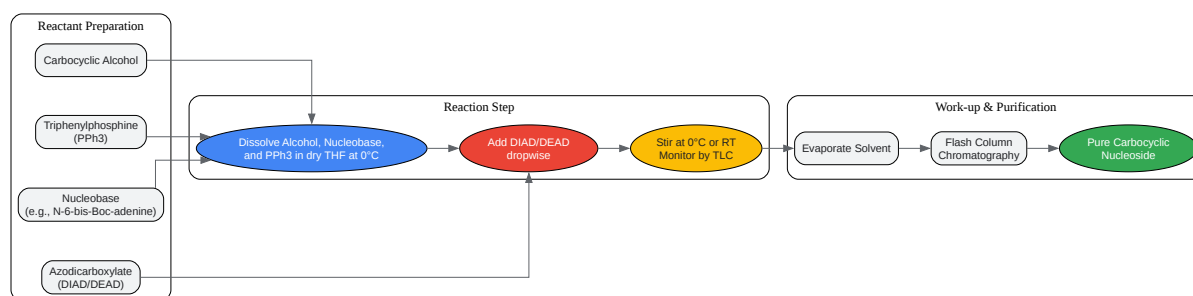 Reactant Preparation
Carbocyclic Alcohol
Triphenylphosphine
(PPh3)
Nucleobase
(e.g., N-6-bis-Boc-adenine)
Azodicarboxylate
(DIAD/DEAD)
Reaction Step
Dissolve Alcohol, Nucleobase,
and PPh3 in dry THF at 0°C
Add DIAD/DEAD
dropwise
Stir at 0°C or RT
Monitor by TLC
Work-up & Purification
Evaporate Solvent
Flash Column
Chromatography
Pure Carbocyclic
Nucleoside